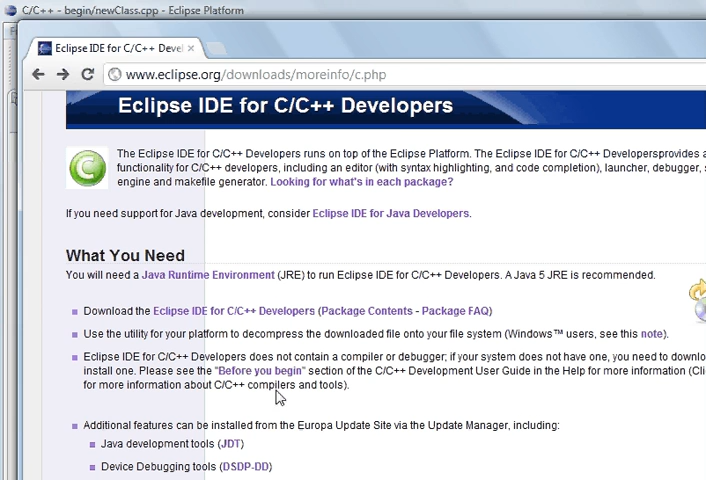 C/C++ - begin/newClass.cpp - Eclipse Platform
Eclipse IDE for C/C++ Devel
www.eclipse.org/downloads/moreinfo/c.php
Eclipse IDE for C/C++ Developers
The Eclipse IDE for C/C++ Developers runs on top of the Eclipse Platform. The Eclipse IDE for C/C++ Developersprovides a
functionality for C/C++ developers, including an editor (with syntax highlighting, and code completion), launcher, debugger, s
engine and makefile generator. Looking for what's in each package?
If you need support for Java development, consider Eclipse IDE for Java Developers.
What You Need
You will need a Java Runtime Environment (JRE) to run Eclipse IDE for C/C++ Developers. A Java 5 JRE is recommended.
Download the Eclipse IDE for C/C++ Developers (Package Contents - Package FAQ)
Use the utility for your platform to decompress the downloaded file onto your file system (Windows™ users, see this note).
Eclipse IDE for C/C++ Developers does not contain a compiler or debugger; if your system does not have one, you need to downlo
install one. Please see the "Before you begin" section of the C/C++ Development User Guide in the Help for more information (Cli
for more information about C/C++ compilers and tools).
Additional features can be installed from the Europa Update Site via the Update Manager, including:
Java development tools (JDT)
Device Debugging tools (DSDP-DD)